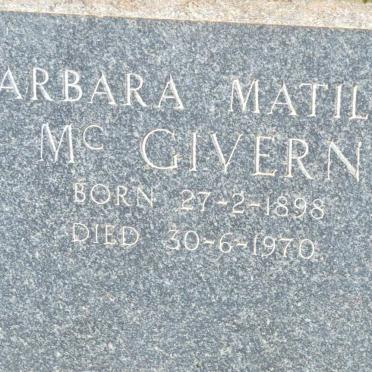 ARBARA MATIL
Mc GIVERN
BORN 27-2-1898
DIED 30-6-1970